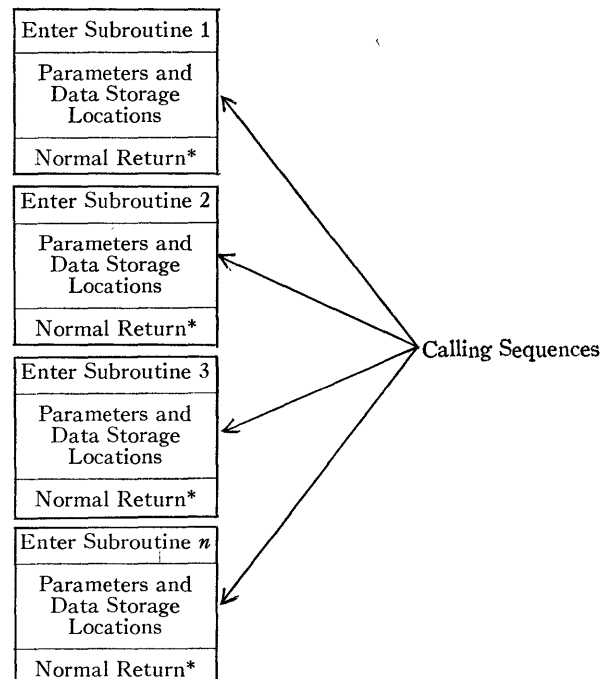 Enter Subroutine 1
Parameters and
Data Storage
Locations
Normal Return*
Enter Subroutine 2
Parameters and
Data Storage
Locations
Normal Return*
Calling Sequences
Enter Subroutine 3
Parameters and
Data Storage
Locations
Normal Return*
Enter Subroutine n
Parameters and
Data Storage
Locations
Normal Return*